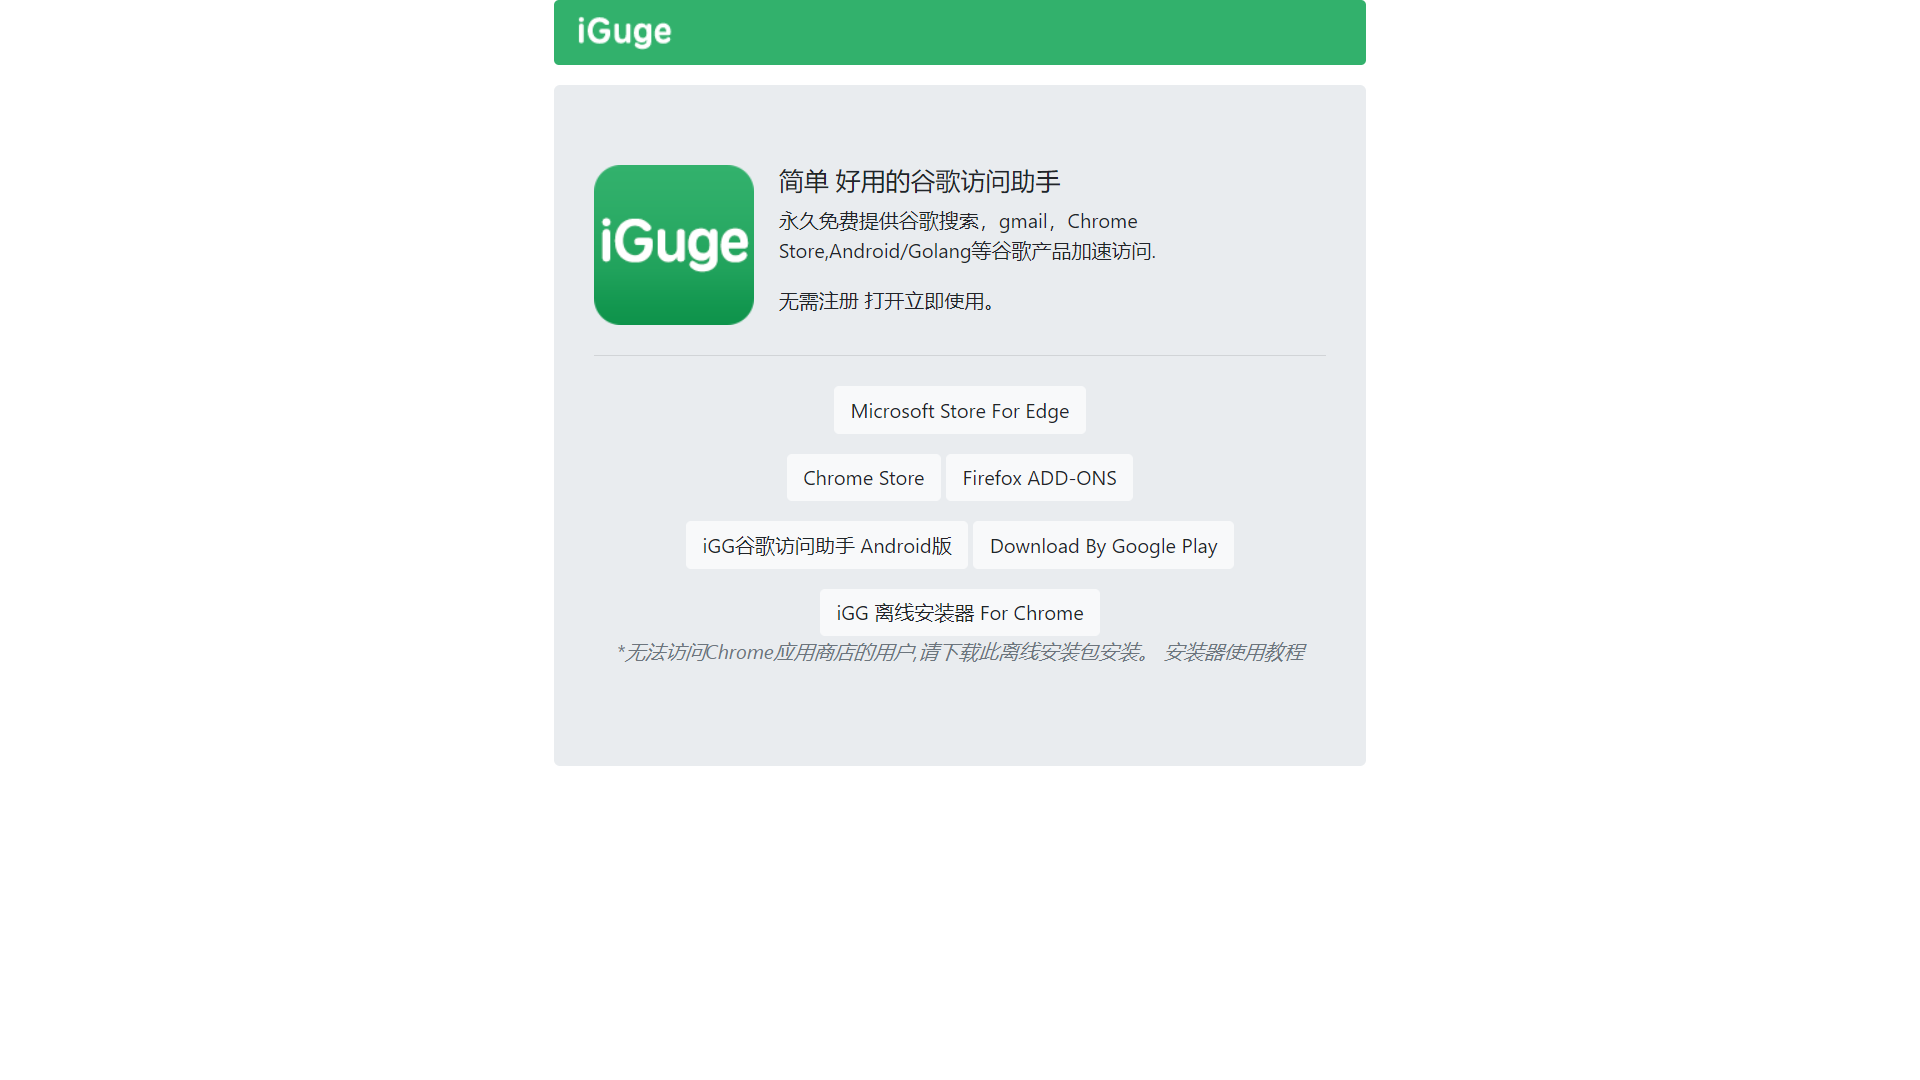 iGuge
iGuge
简单 好用的谷歌访问助手
永久免费提供谷歌搜索，gmail，Chrome
Store,Android/Golang等谷歌产品加速访问.
无需注册 打开立即使用。
Microsoft Store For Edge
Chrome Store
Firefox ADD-ONS
iGG谷歌访问助手 Android版
Download By Google Play
iGG 离线安装器 For Chrome
*无法访问Chrome应用商店的用户,请下载此离线安装包安装。 安装器使用教程